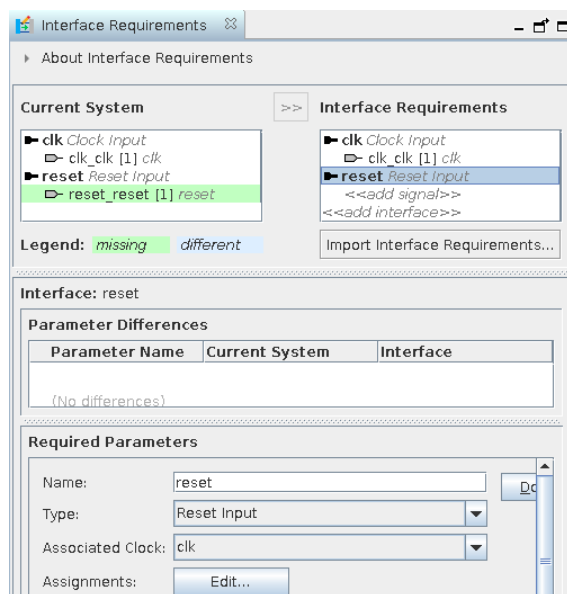 Interface Requirements
About Interface Requirements
Current System
>>
Interface Requirements
clk Clock Input
clk_clk [1] clk
reset Reset Input
reset_reset [1] reset
clk Clock Input
clk_clk [1] clk
reset Reset Input
<<add signal>>
<<add interface>>
Legend: missing different
Import Interface Requirements...
Interface: reset
Parameter Differences
Parameter Name Current System Interface
(No differences)
Required Parameters
Name: reset
Type: Reset Input
Associated Clock: clk
Assignments: Edit...